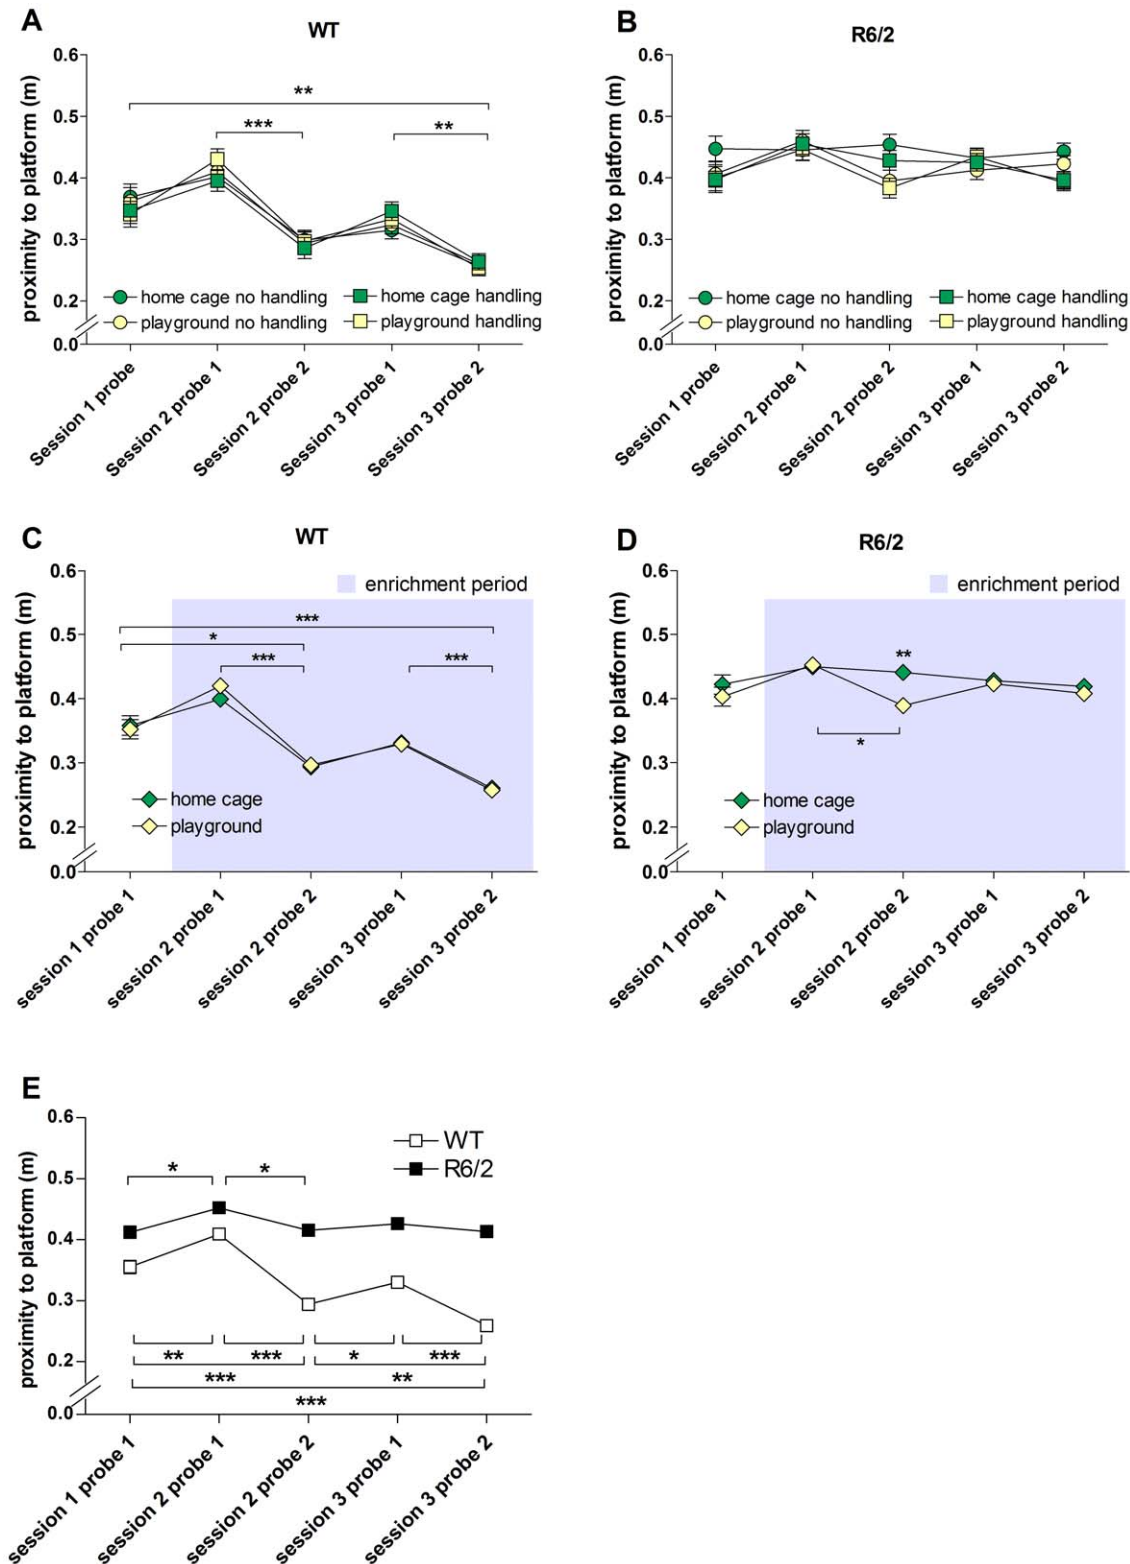 A
WT
proximity to platform (m)
0.6
0.5
0.4
0.3
0.2
0.0
**
***
**
home cage no handling
home cage handling
playground no handling
playground handling
Session 1 probe
Session 2 probe 1
Session 2 probe 2
Session 3 probe 1
Session 3 probe 2
B
R6/2
proximity to platform (m)
0.6
0.5
0.4
0.3
0.2
0.0
home cage no handling
home cage handling
playground no handling
playground handling
Session 1 probe
Session 2 probe 1
Session 2 probe 2
Session 3 probe 1
Session 3 probe 2
C
WT
proximity to platform (m)
0.6
0.5
0.4
0.3
0.2
0.0
enrichment period
***
*
***
***
home cage
playground
session 1 probe 1
session 2 probe 1
session 2 probe 2
session 3 probe 1
session 3 probe 2
D
R6/2
proximity to platform (m)
0.6
0.5
0.4
0.3
0.2
0.0
enrichment period
**
*
home cage
playground
session 1 probe 1
session 2 probe 1
session 2 probe 2
session 3 probe 1
session 3 probe 2
E
proximity to platform (m)
0.6
0.5
0.4
0.3
0.2
0.0
WT
R6/2
* *
** *** * ***
*** **
***
session 1 probe 1
session 2 probe 1
session 2 probe 2
session 3 probe 1
session 3 probe 2